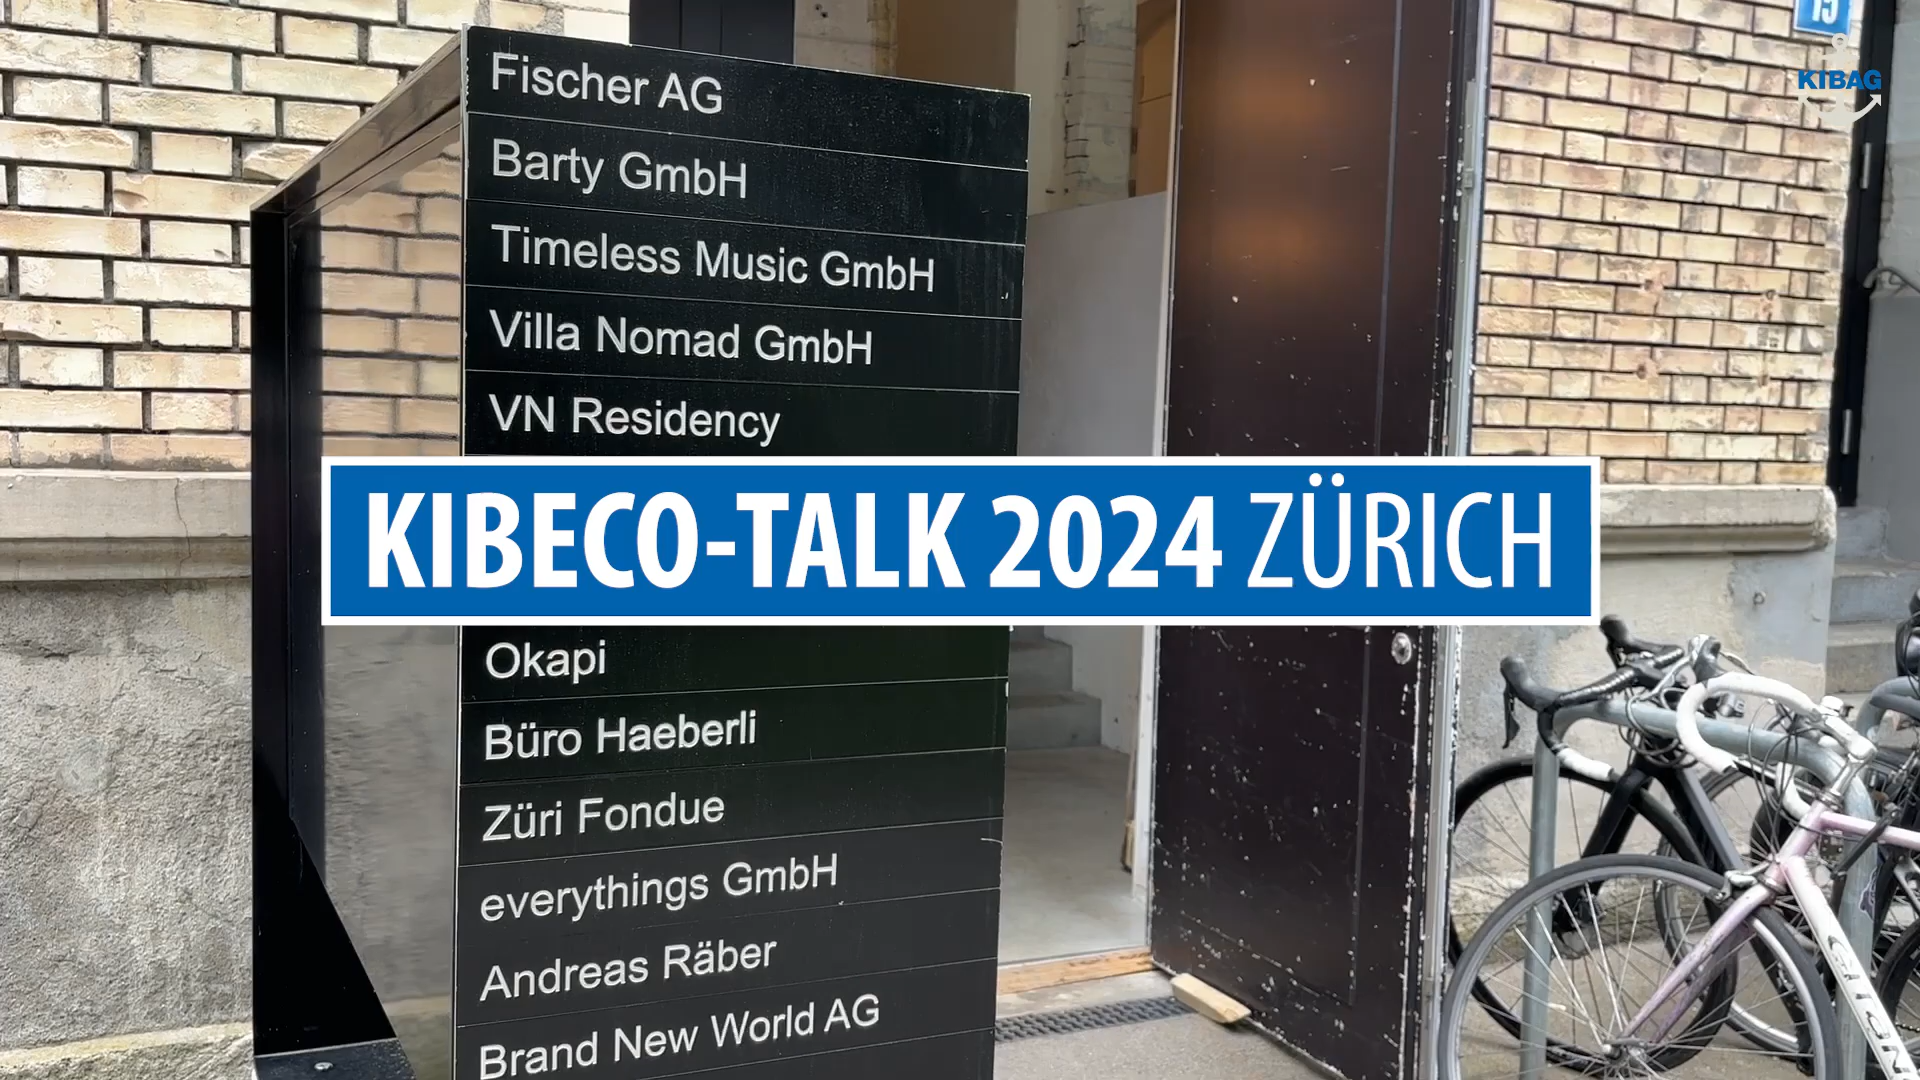 15
KIBAG
Fischer AG
Barty GmbH
Timeless Music GmbH
Villa Nomad GmbH
VN Residency
KIBECO-TALK 2024 ZÜRICH
Okapi
Büro Haeberli
Züri Fondue
everythings GmbH
Andreas Räber
Brand New World AG